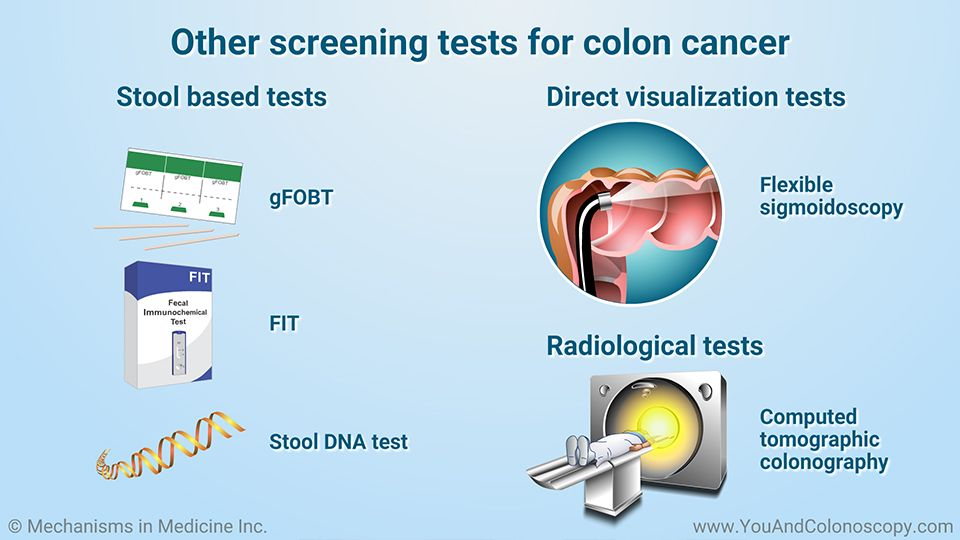 Other screening tests for colon cancer
Stool based tests
gFOBT
gFOBT
gFOBT
1
2
3
gFOBT
FIT
Fecal
Immunochemical
Test
FIT
Stool DNA test
Direct visualization tests
Flexible
sigmoidoscopy
Radiological tests
Computed
tomographic
colonography
© Mechanisms in Medicine Inc.
www.YouAndColonoscopy.com